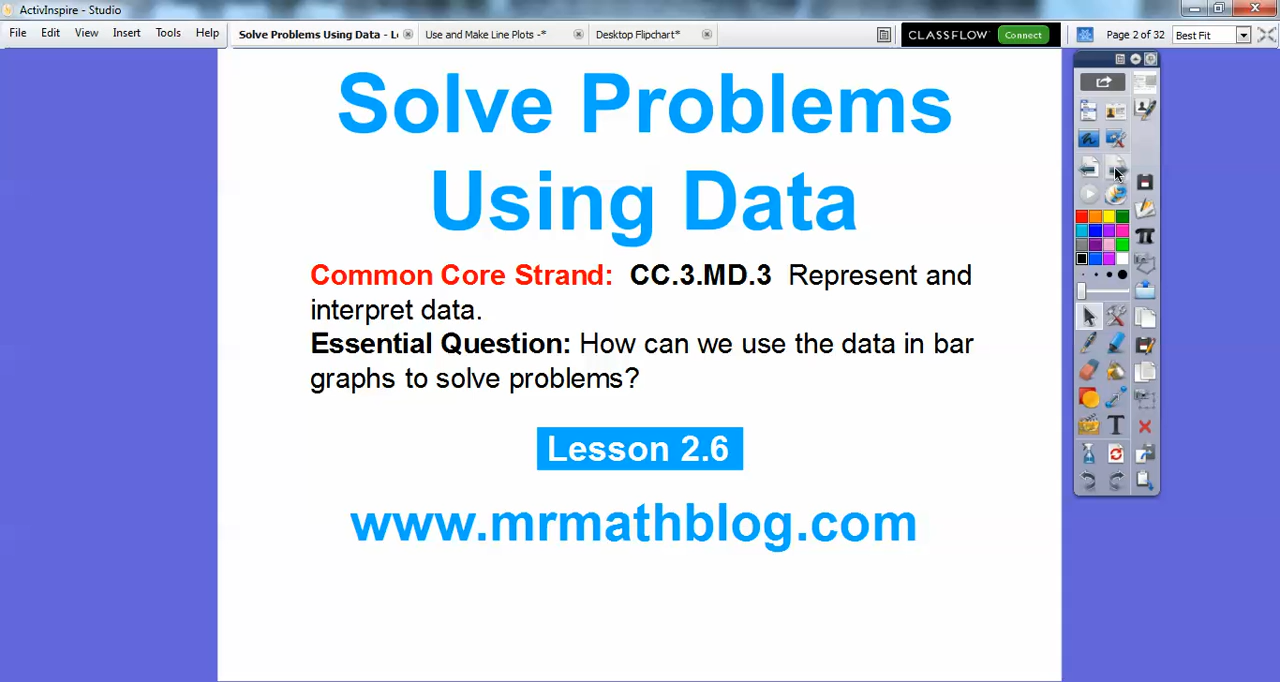 ActivInspire - Studio
File Edit View Insert Tools Help
Solve Problems Using Data - L
Use and Make Line Plots -*
Desktop Flipchart*
CLASSFLOW
Connect
Page 2 of 32
Best Fit
Solve Problems
Using Data
Common Core Strand: CC.3.MD.3 Represent and
interpret data.
Essential Question: How can we use the data in bar
graphs to solve problems?
Lesson 2.6
www.mrmathblog.com